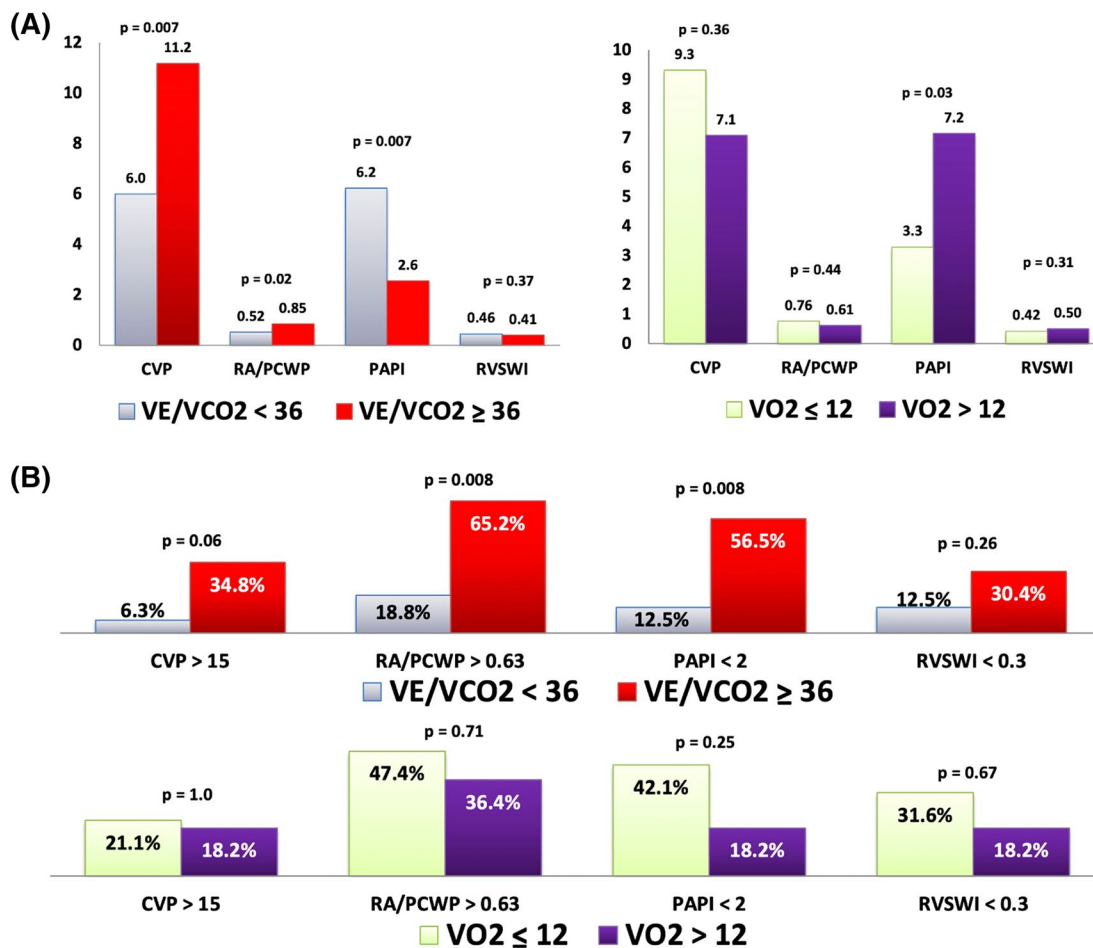 (A)
p = 0.007
12
11.2
10
8
p = 0.007
6.0
6.2
6
4
p = 0.02
2.6
p = 0.37
2
0.52
0.85
0.46
0.41
0
CVP
RA/PCWP
PAPI
RVSWI
VE/VCO2 < 36
VE/VCO2 ≥ 36
p = 0.36
10
9.3
9
p = 0.03
8
7.1
7.2
7
6
5
4
3.3
3
p = 0.44
p = 0.31
2
0.76
0.61
0.42
0.50
1
0
CVP
RA/PCWP
PAPI
RVSWI
VO2 ≤ 12
VO2 > 12
(B)
p = 0.06
p = 0.008
p = 0.008
p = 0.26
6.3%
34.8%
18.8%
65.2%
12.5%
56.5%
12.5%
30.4%
CVP > 15
RA/PCWP > 0.63
PAPI < 2
RVSWI < 0.3
VE/VCO2 < 36
VE/VCO2 ≥ 36
p = 1.0
p = 0.71
p = 0.25
p = 0.67
21.1%
18.2%
47.4%
36.4%
42.1%
18.2%
31.6%
18.2%
CVP > 15
RA/PCWP > 0.63
PAPI < 2
RVSWI < 0.3
VO2 ≤ 12
VO2 > 12